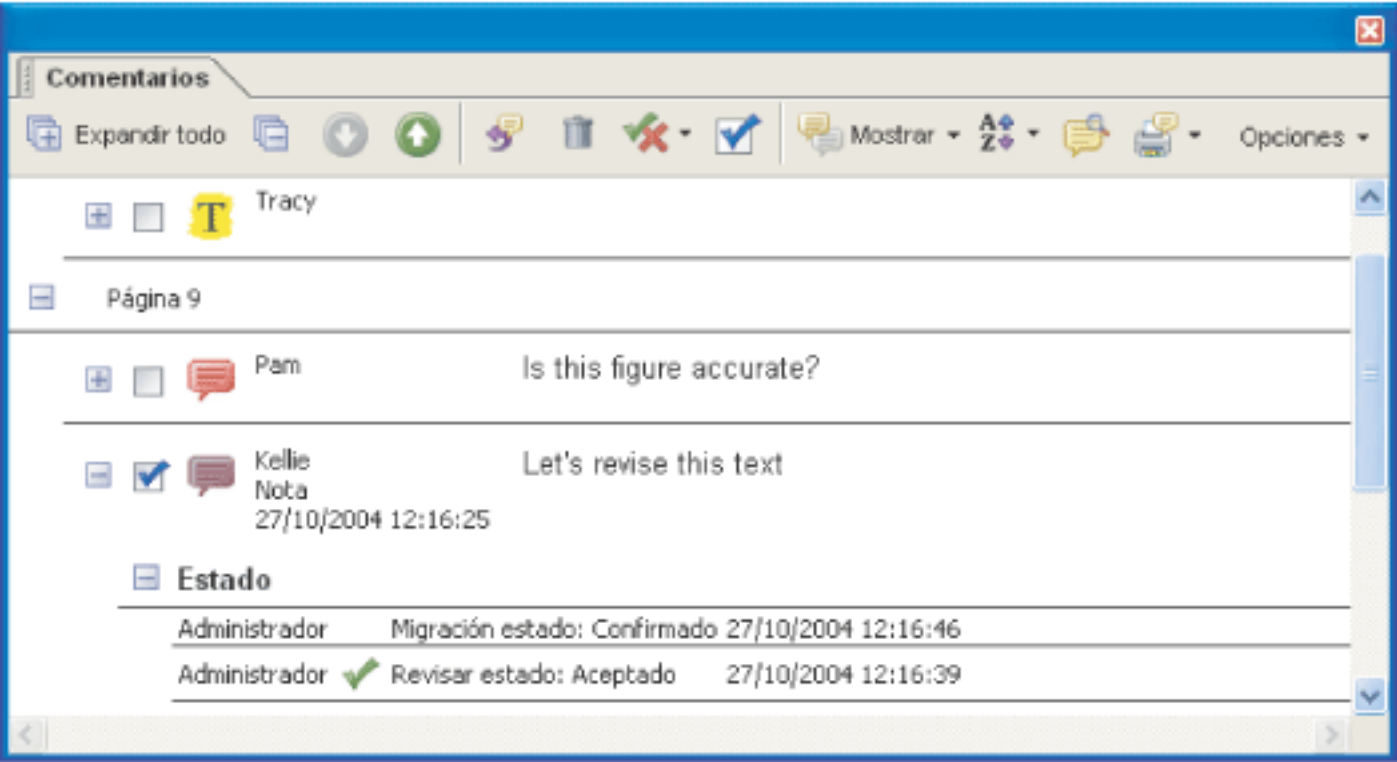 Comentarios
Expandir todo
Mostrar
A
Z
Opciones
T
Tracy
Página 9
Pam Is this figure accurate?
Kellie Let's revise this text
Nota
27/10/2004 12:16:25
Estado
Administrador Migración estado: Confirmado 27/10/2004 12:16:46
Administrador Revisar estado: Aceptado 27/10/2004 12:16:39